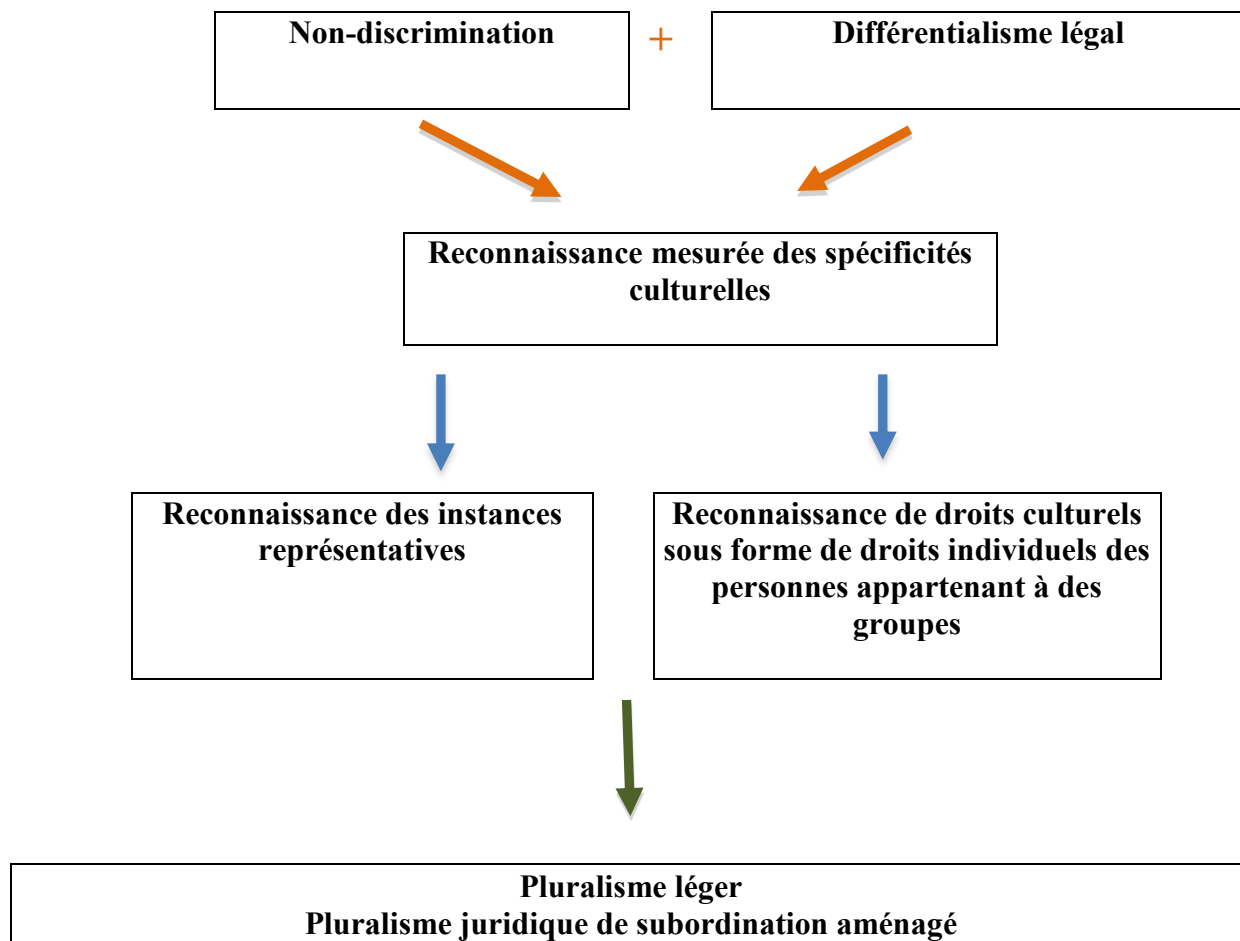 Non-discrimination + Différentialisme légal
Reconnaissance mesurée des spécificités
culturelles
Reconnaissance des instances
représentatives
Reconnaissance de droits culturels
sous forme de droits individuels des
personnes appartenant à des
groupes
Pluralisme léger
Pluralisme juridique de subordination aménagé